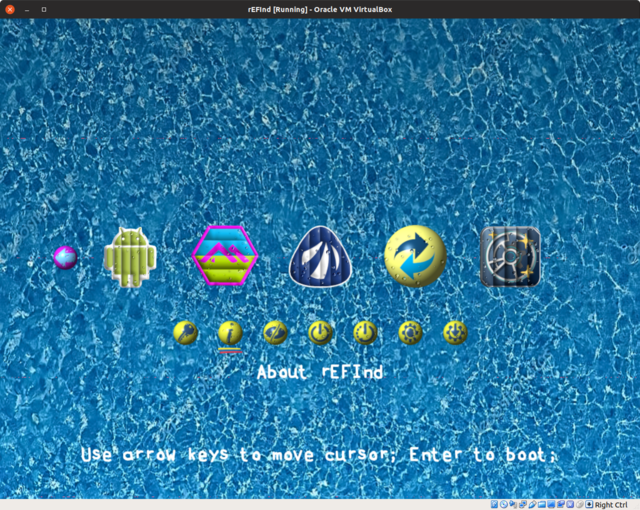 rEFInd [Running] - Oracle VM VirtualBox
About rEFInd
Use arrow keys to move cursor; Enter to boot;
Right Ctrl